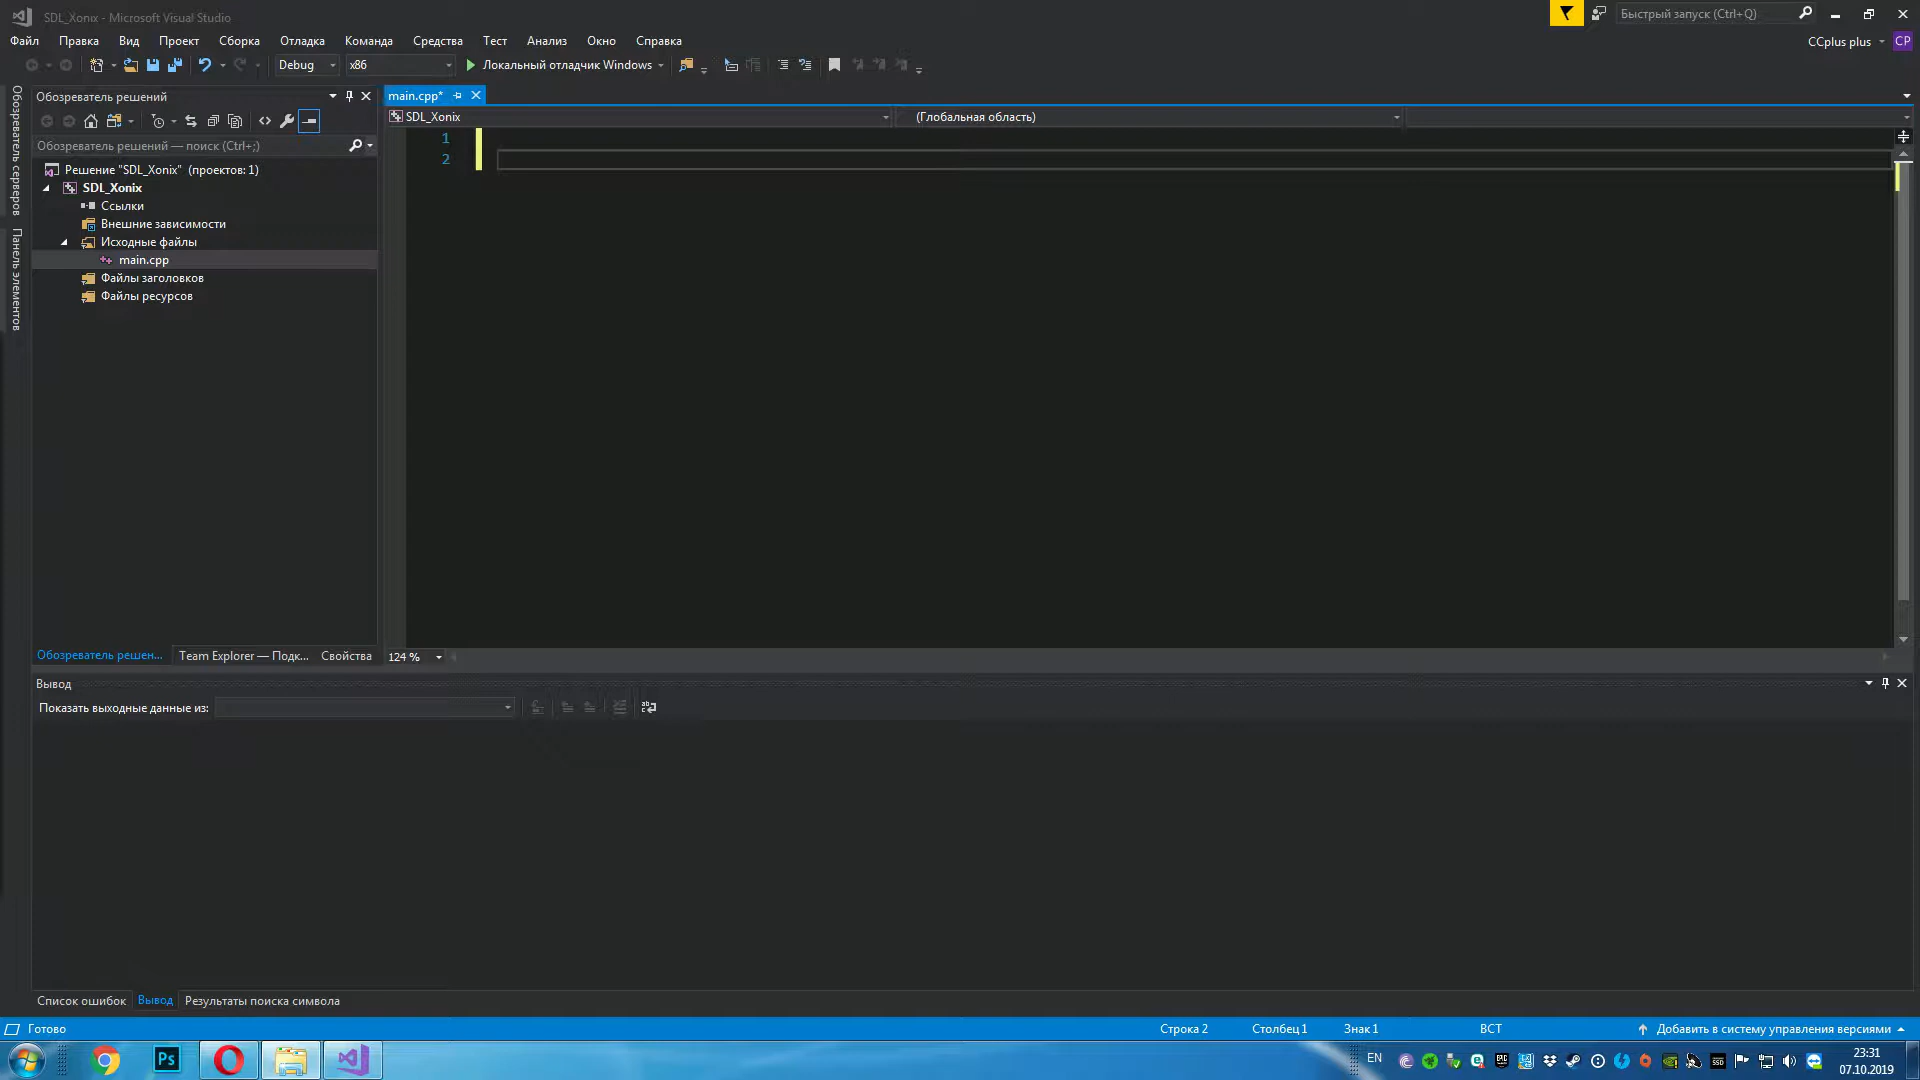 SDL_Xonix - Microsoft Visual Studio
Быстрый запуск (Ctrl+Q)
Файл Правка Вид Проект Сборка Отладка Команда Средства Тест Анализ Окно Справка
CCplus plus CP
Debug x86 Локальный отладчик Windows
Обозреватель серверов
Панель элементов
Обозреватель решений
Обозреватель решений — поиск (Ctrl+;)
Решение "SDL_Xonix" (проектов: 1)
SDL_Xonix
Ссылки
Внешние зависимости
Исходные файлы
main.cpp
Файлы заголовков
Файлы ресурсов
Обозреватель решен... Team Explorer — Подк... Свойства
main.cpp*
SDL_Xonix (Глобальная область)
1
2
124 %
Вывод
Показать выходные данные из:
Список ошибок Вывод Результаты поиска символа
Готово Строка 2 Столбец 1 Знак 1 ВСТ Добавить в систему управления версиями
Ps
EN
23:31
07.10.2019